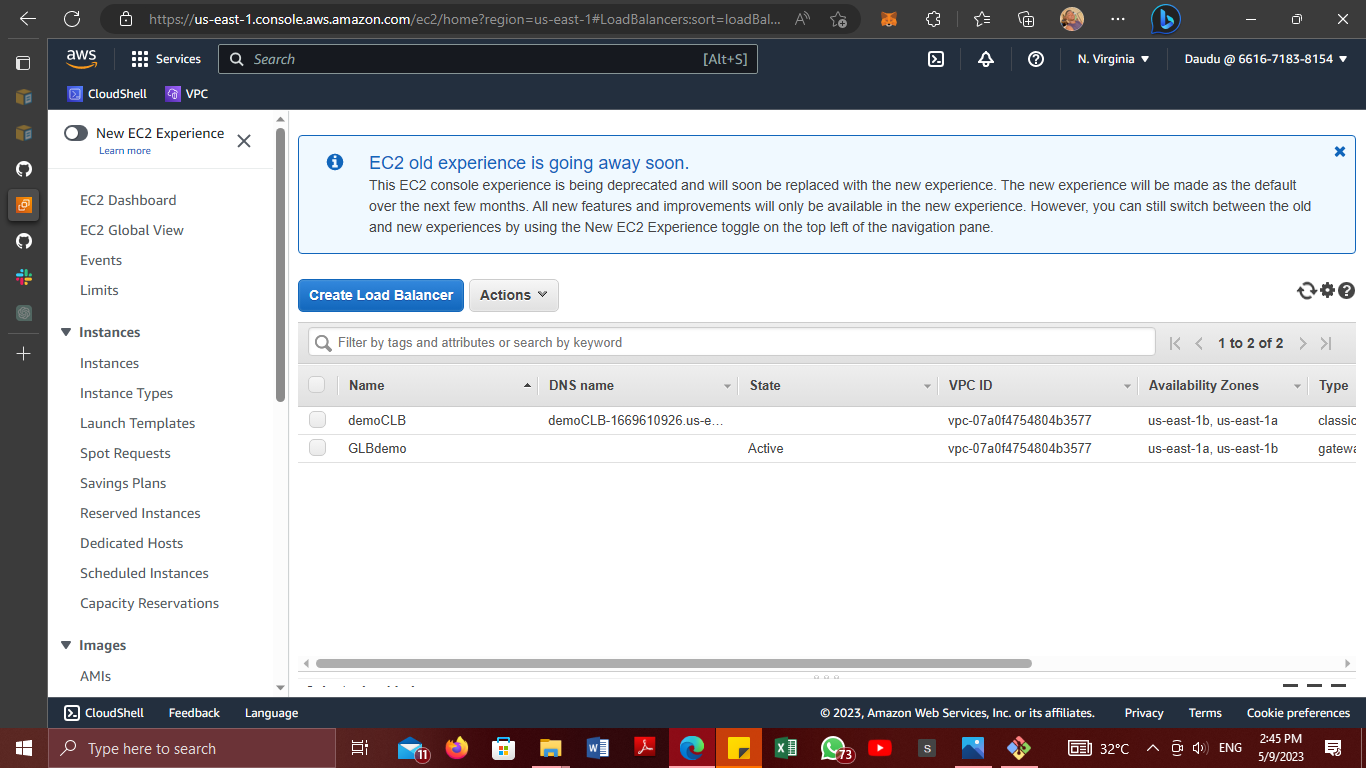 https://us-east-1.console.aws.amazon.com/ec2/home?region=us-east-1#LoadBalancers:sort=loadBal...
aws
Services
Search
[Alt+S]
N. Virginia
Daudu @ 6616-7183-8154
CloudShell
VPC
New EC2 Experience
Learn more
EC2 Dashboard
EC2 Global View
Events
Limits
Instances
Instances
Instance Types
Launch Templates
Spot Requests
Savings Plans
Reserved Instances
Dedicated Hosts
Scheduled Instances
Capacity Reservations
Images
AMIs
EC2 old experience is going away soon.
This EC2 console experience is being deprecated and will soon be replaced with the new experience. The new experience will be made as the default
over the next few months. All new features and improvements will only be available in the new experience. However, you can still switch between the old
and new experiences by using the New EC2 Experience toggle on the top left of the navigation pane.
Create Load Balancer
Actions
Filter by tags and attributes or search by keyword
1 to 2 of 2
Name DNS name State VPC ID Availability Zones Type
demoCLB demoCLB-1669610926.us-e... vpc-07a0f4754804b3577 us-east-1b, us-east-1a classic
GLBdemo Active vpc-07a0f4754804b3577 us-east-1a, us-east-1b gatewa
CloudShell Feedback Language
© 2023, Amazon Web Services, Inc. or its affiliates. Privacy Terms Cookie preferences
Type here to search
11
73
S
32°C
ENG
2:45 PM
5/9/2023